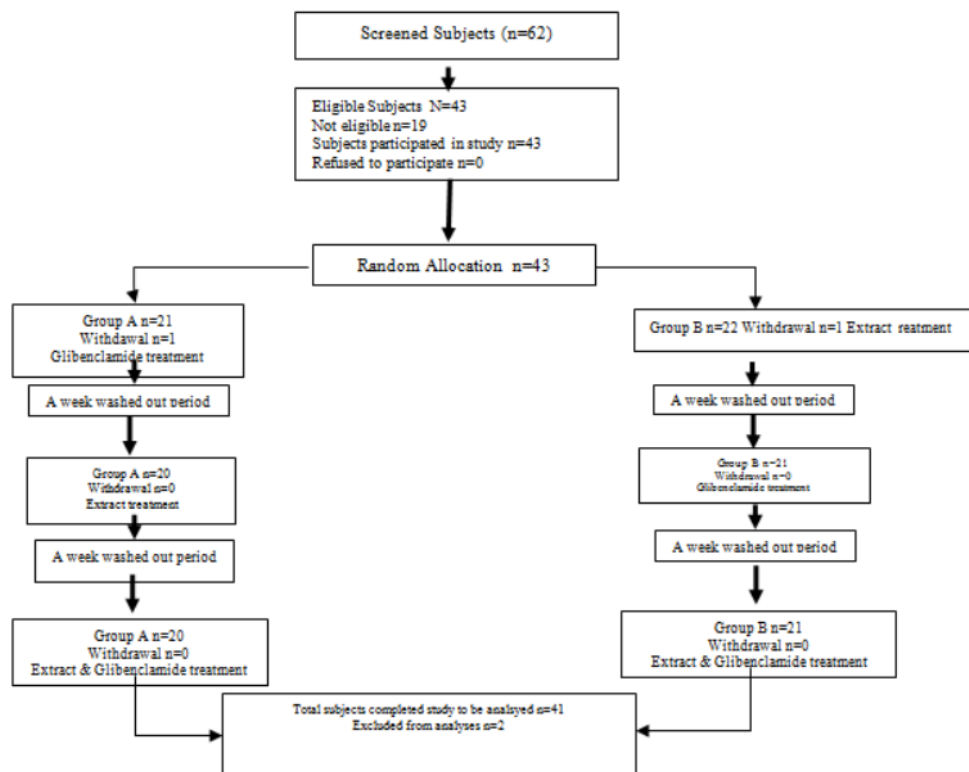 Screened Subjects (n=62)
Eligible Subjects N=43
Not eligible n=19
Subjects participated in study n=43
Refused to participate n=0
Random Allocation n=43
Group A n=21
Withdawal n=1
Glibenclamide treatment
Group B n=22 Withdrawal n=1 Extract reatment
A week washed out period
A week washed out period
Group A n=20
Withdrawal n=0
Extract treatment
Group B n=21
Withdrawal n=0
Glibenclamide treatment
A week washed out period
A week washed out period
Group A n=20
Withdrawal n=0
Extract & Glibenclamide treatment
Group B n=21
Withdrawal n=0
Extract & Glibenclamide treatment
Total subjects completed study to be analsyed n=41
Excluded from analyses n=2